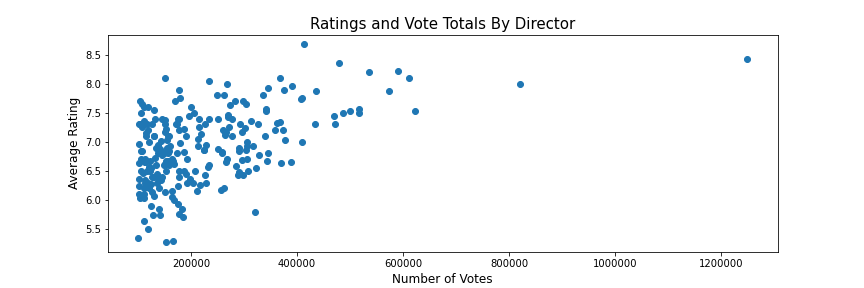 Ratings and Vote Totals By Director
8.5
8.0
7.5
7.0
6.5
6.0
5.5
Average Rating
200000 400000 600000 800000 1000000 1200000
Number of Votes